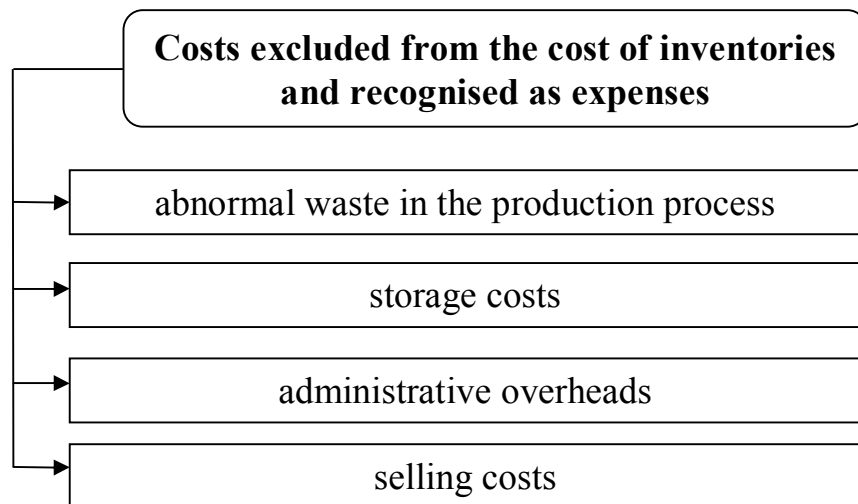 Costs excluded from the cost of inventories
and recognised as expenses
abnormal waste in the production process
storage costs
administrative overheads
selling costs